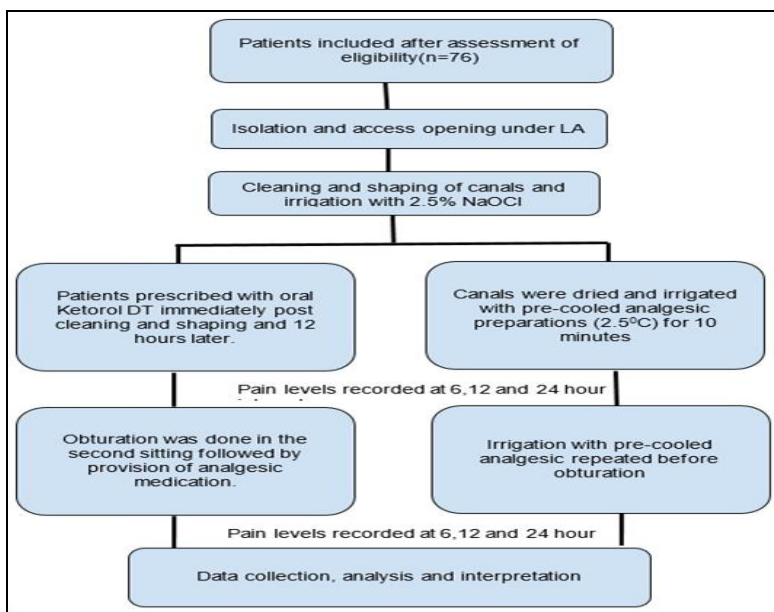 Patients included after assessment of
eligibility(n=76)
Isolation and access opening under LA
Cleaning and shaping of canals and
irrigation with 2.5% NaOCl
Patients prescribed with oral
Ketorol DT immediately post
cleaning and shaping and 12
hours later.
Canals were dried and irrigated
with pre-cooled analgesic
preparations (2.5⁰C) for 10
minutes
Pain levels recorded at 6,12 and 24 hour
Obturation was done in the
second sitting followed by
provision of analgesic
medication.
Irrigation with pre-cooled
analgesic repeated before
obturation
Pain levels recorded at 6,12 and 24 hour
Data collection, analysis and interpretation